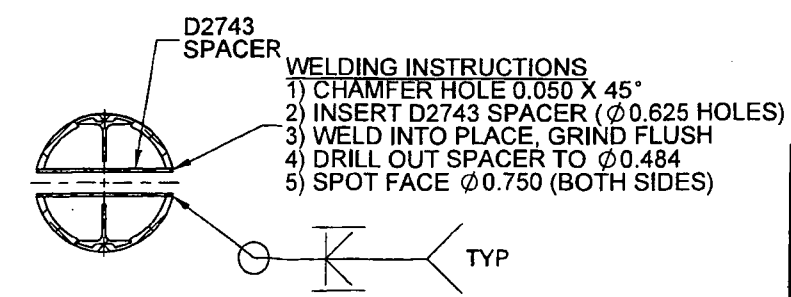 D2743
SPACER
WELDING INSTRUCTIONS
1) CHAMFER HOLE 0.050 X 45°
2) INSERT D2743 SPACER (∅0.625 HOLES)
3) WELD INTO PLACE, GRIND FLUSH
4) DRILL OUT SPACER TO ∅0.484
5) SPOT FACE ∅0.750 (BOTH SIDES)
TYP